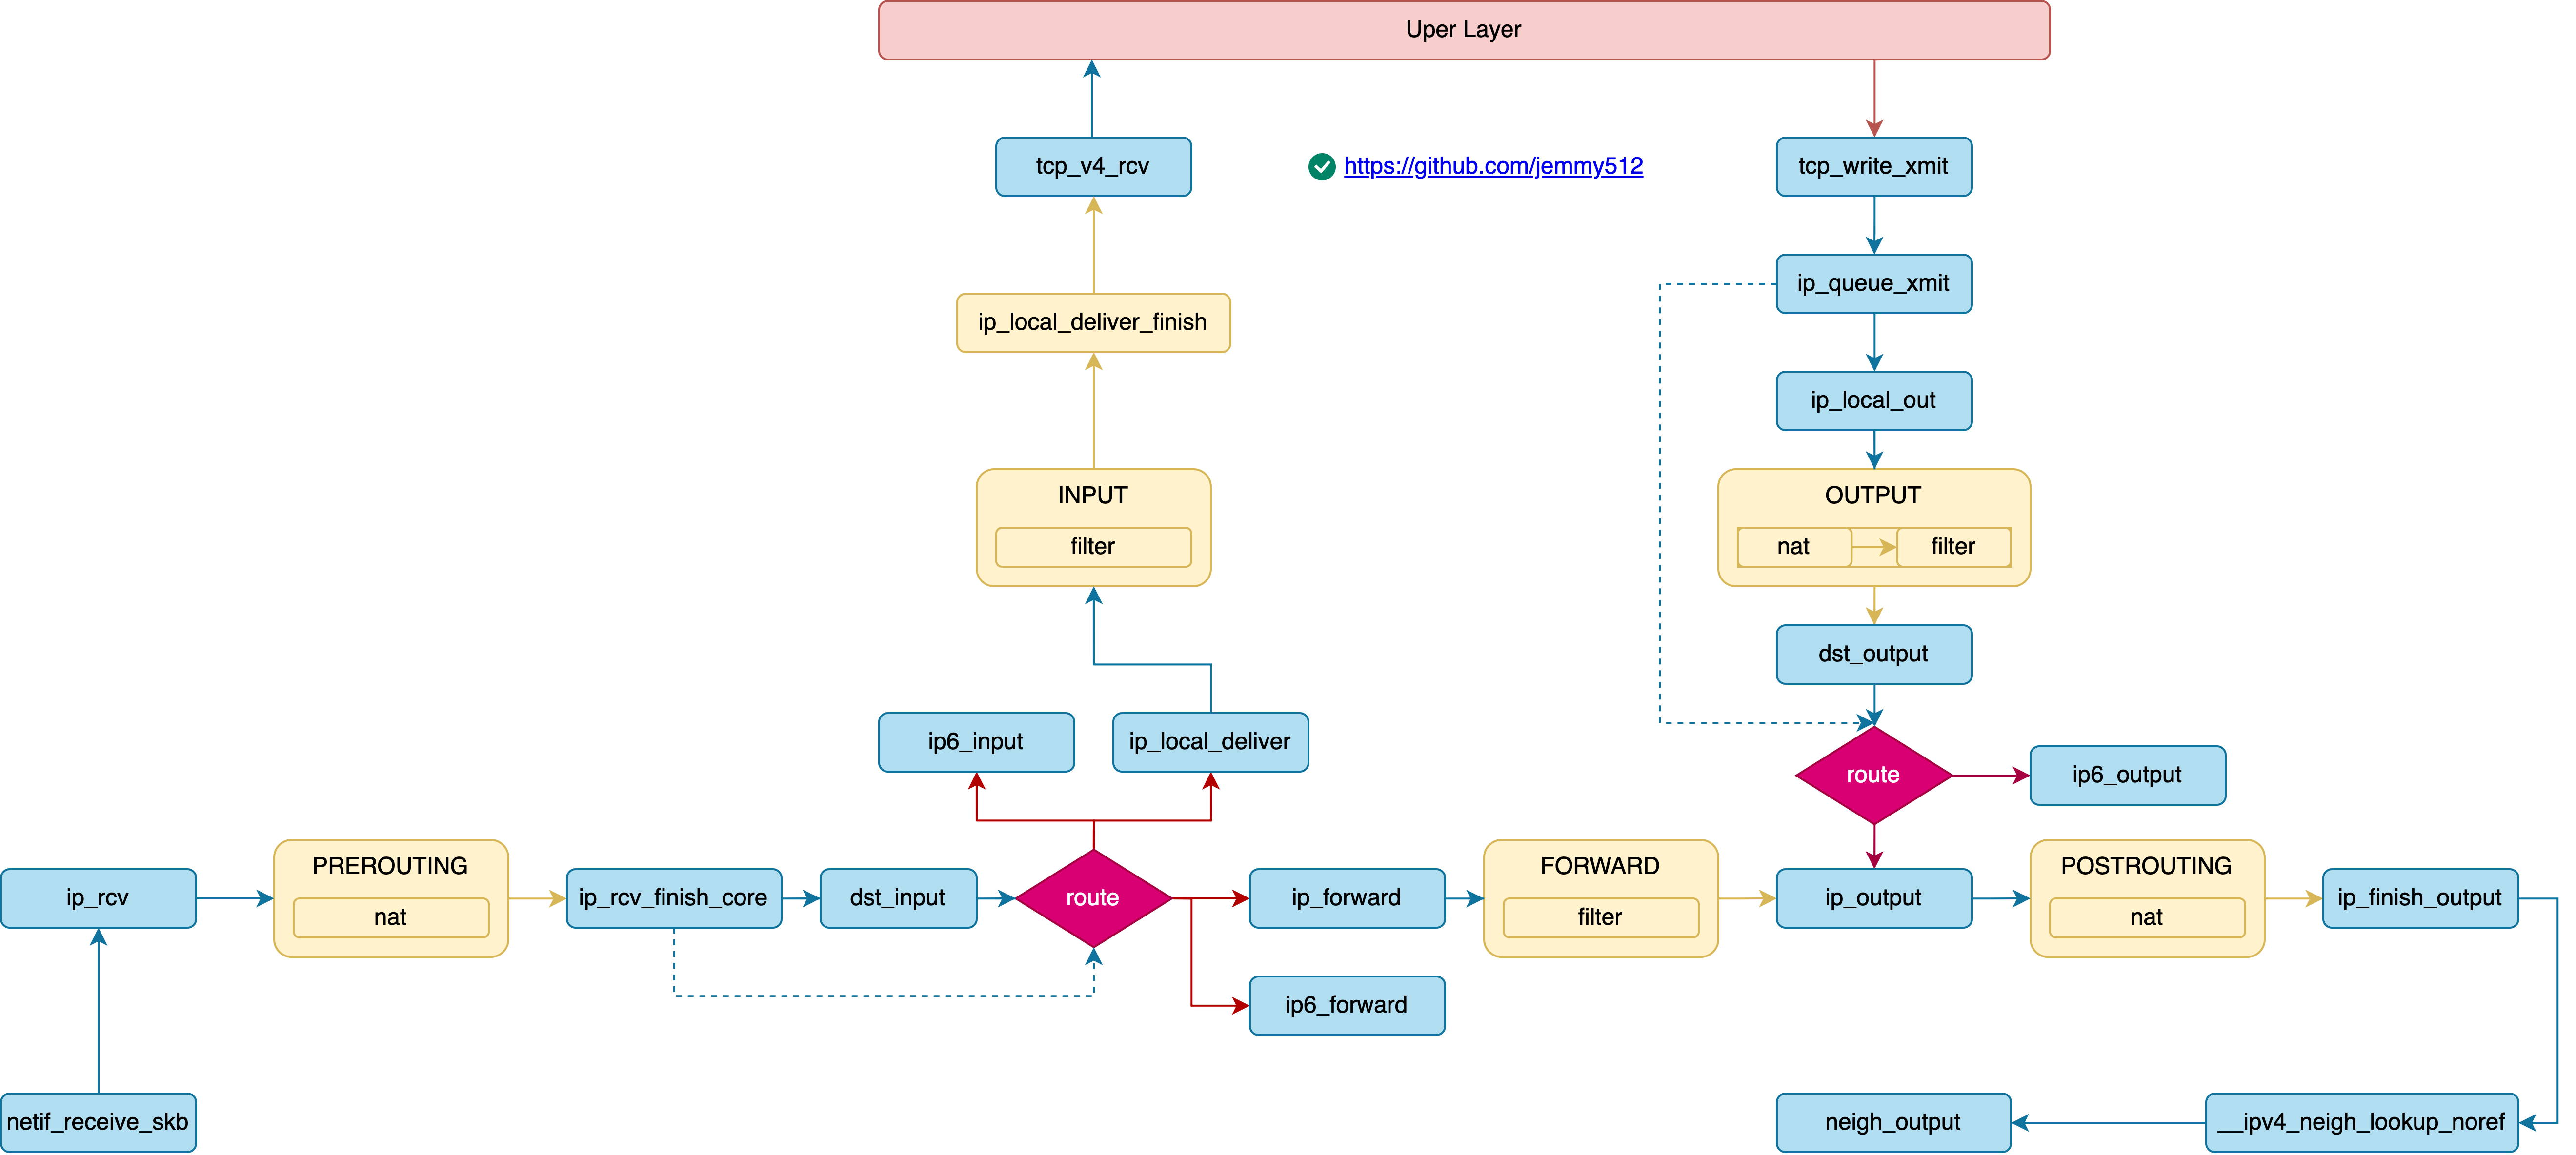 Uper Layer
tcp_v4_rcv
https://github.com/jemmy512
tcp_write_xmit
ip_queue_xmit
ip_local_deliver_finish
ip_local_out
INPUT
filter
OUTPUT
nat
filter
dst_output
ip6_input
ip_local_deliver
route
ip6_output
ip_rcv
PREROUTING
nat
ip_rcv_finish_core
dst_input
route
ip_forward
FORWARD
filter
ip_output
POSTROUTING
nat
ip_finish_output
ip6_forward
netif_receive_skb
neigh_output
__ipv4_neigh_lookup_noref